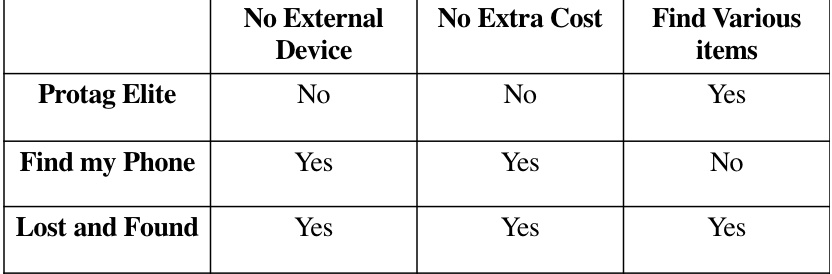 No External Device No Extra Cost Find Various items
Protag Elite No No Yes
Find my Phone Yes Yes No
Lost and Found Yes Yes Yes